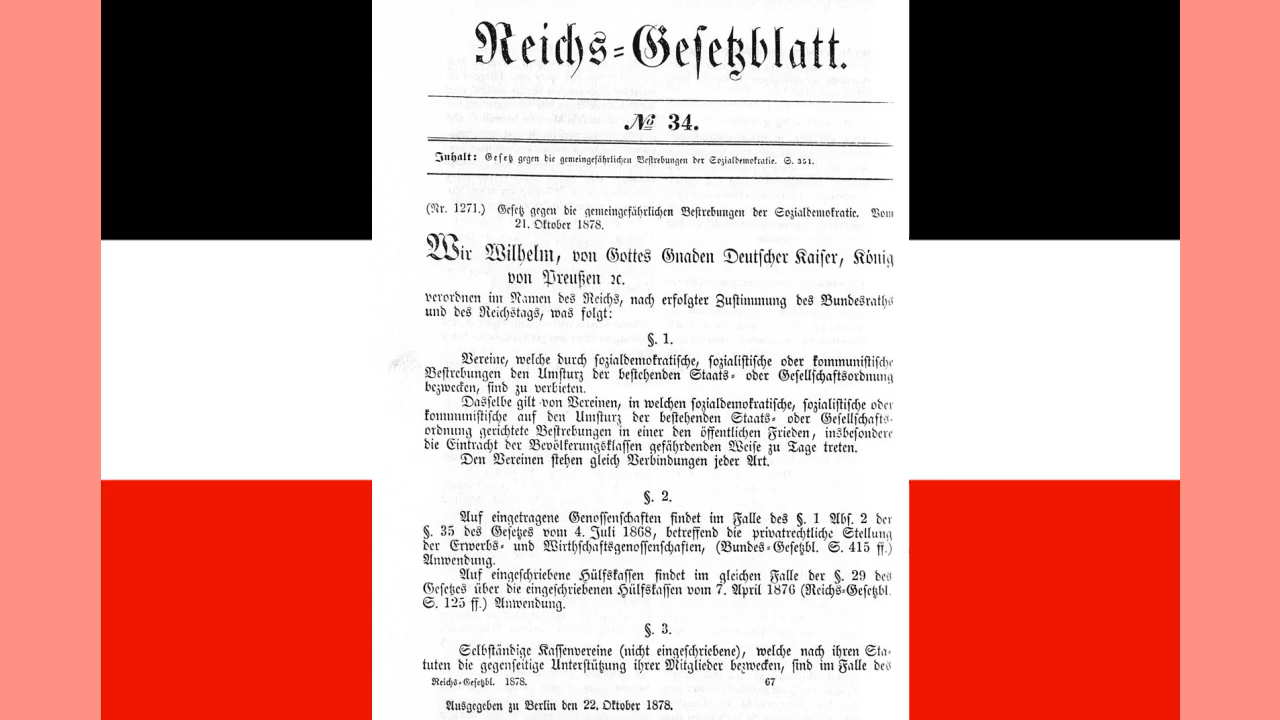 Reichs-Gesetzblatt.
№ 34.
Inhalt: Gesetz gegen die gemeingefährlichen Bestrebungen der Sozialdemokratie. S. 351.
(Nr. 1271.) Gesetz gegen die gemeingefährlichen Bestrebungen der Sozialdemokratie. Vom
21. Oktober 1878.
Wir Wilhelm, von Gottes Gnaden Deutscher Kaiser, König
von Preußen ꝛc.
verordnen im Namen des Reichs, nach erfolgter Zustimmung des Bundesraths
und des Reichstags, was folgt:
§. 1.
Vereine, welche durch sozialdemokratische, sozialistische oder kommunistische
Bestrebungen den Umsturz der bestehenden Staats- oder Gesellschaftsordnung
bezwecken, sind zu verbieten.
Dasselbe gilt von Vereinen, in welchen sozialdemokratische, sozialistische oder
kommunistische auf den Umsturz der bestehenden Staats- oder Gesellschafts-
ordnung gerichtete Bestrebungen in einer den öffentlichen Frieden, insbesondere
die Eintracht der Bevölkerungsklassen gefährdenden Weise zu Tage treten.
Den Vereinen stehen gleich Verbindungen jeder Art.
§. 2.
Auf eingetragene Genossenschaften findet im Falle des §. 1 Abs. 2 der
§. 35 des Gesetzes vom 4. Juli 1868, betreffend die privatrechtliche Stellung
der Erwerbs- und Wirthschaftsgenossenschaften, (Bundes-Gesetzbl. S. 415 ff.)
Anwendung.
Auf eingeschriebene Hülfskassen findet im gleichen Falle der §. 29 des
Gesetzes über die eingeschriebenen Hülfskassen vom 7. April 1876 (Reichs-Gesetzbl.
S. 125 ff.) Anwendung.
§. 3.
Selbständige Kassenvereine (nicht eingeschriebene), welche nach ihren Sta-
tuten die gegenseitige Unterstützung ihrer Mitglieder bezwecken, sind im Falle des
Reichs-Gesetzbl. 1878. 67
Ausgegeben zu Berlin den 22. Oktober 1878.